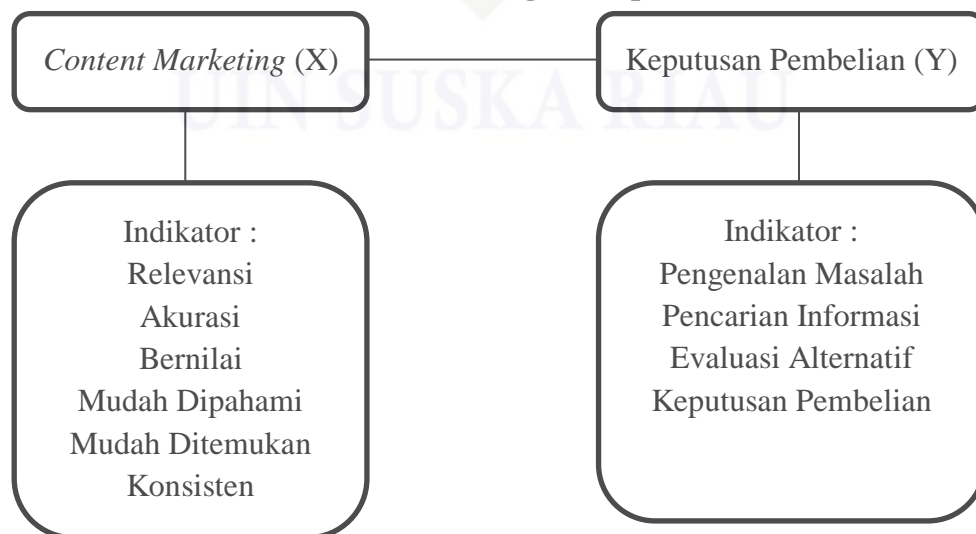 Content Marketing (X)
Keputusan Pembelian (Y)
UIN SUSKA RIAU
Indikator :
Relevansi
Akurasi
Bernilai
Mudah Dipahami
Mudah Ditemukan
Konsisten
Indikator :
Pengenalan Masalah
Pencarian Informasi
Evaluasi Alternatif
Keputusan Pembelian